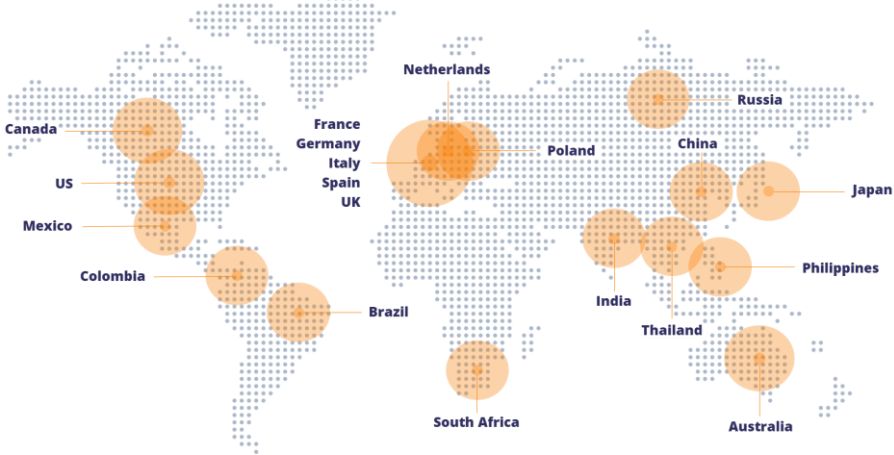 Netherlands
Canada
France
Germany
Italy
Spain
UK
Poland
Russia
China
US
Japan
Mexico
Colombia
Brazil
India
Philippines
Thailand
South Africa
Australia